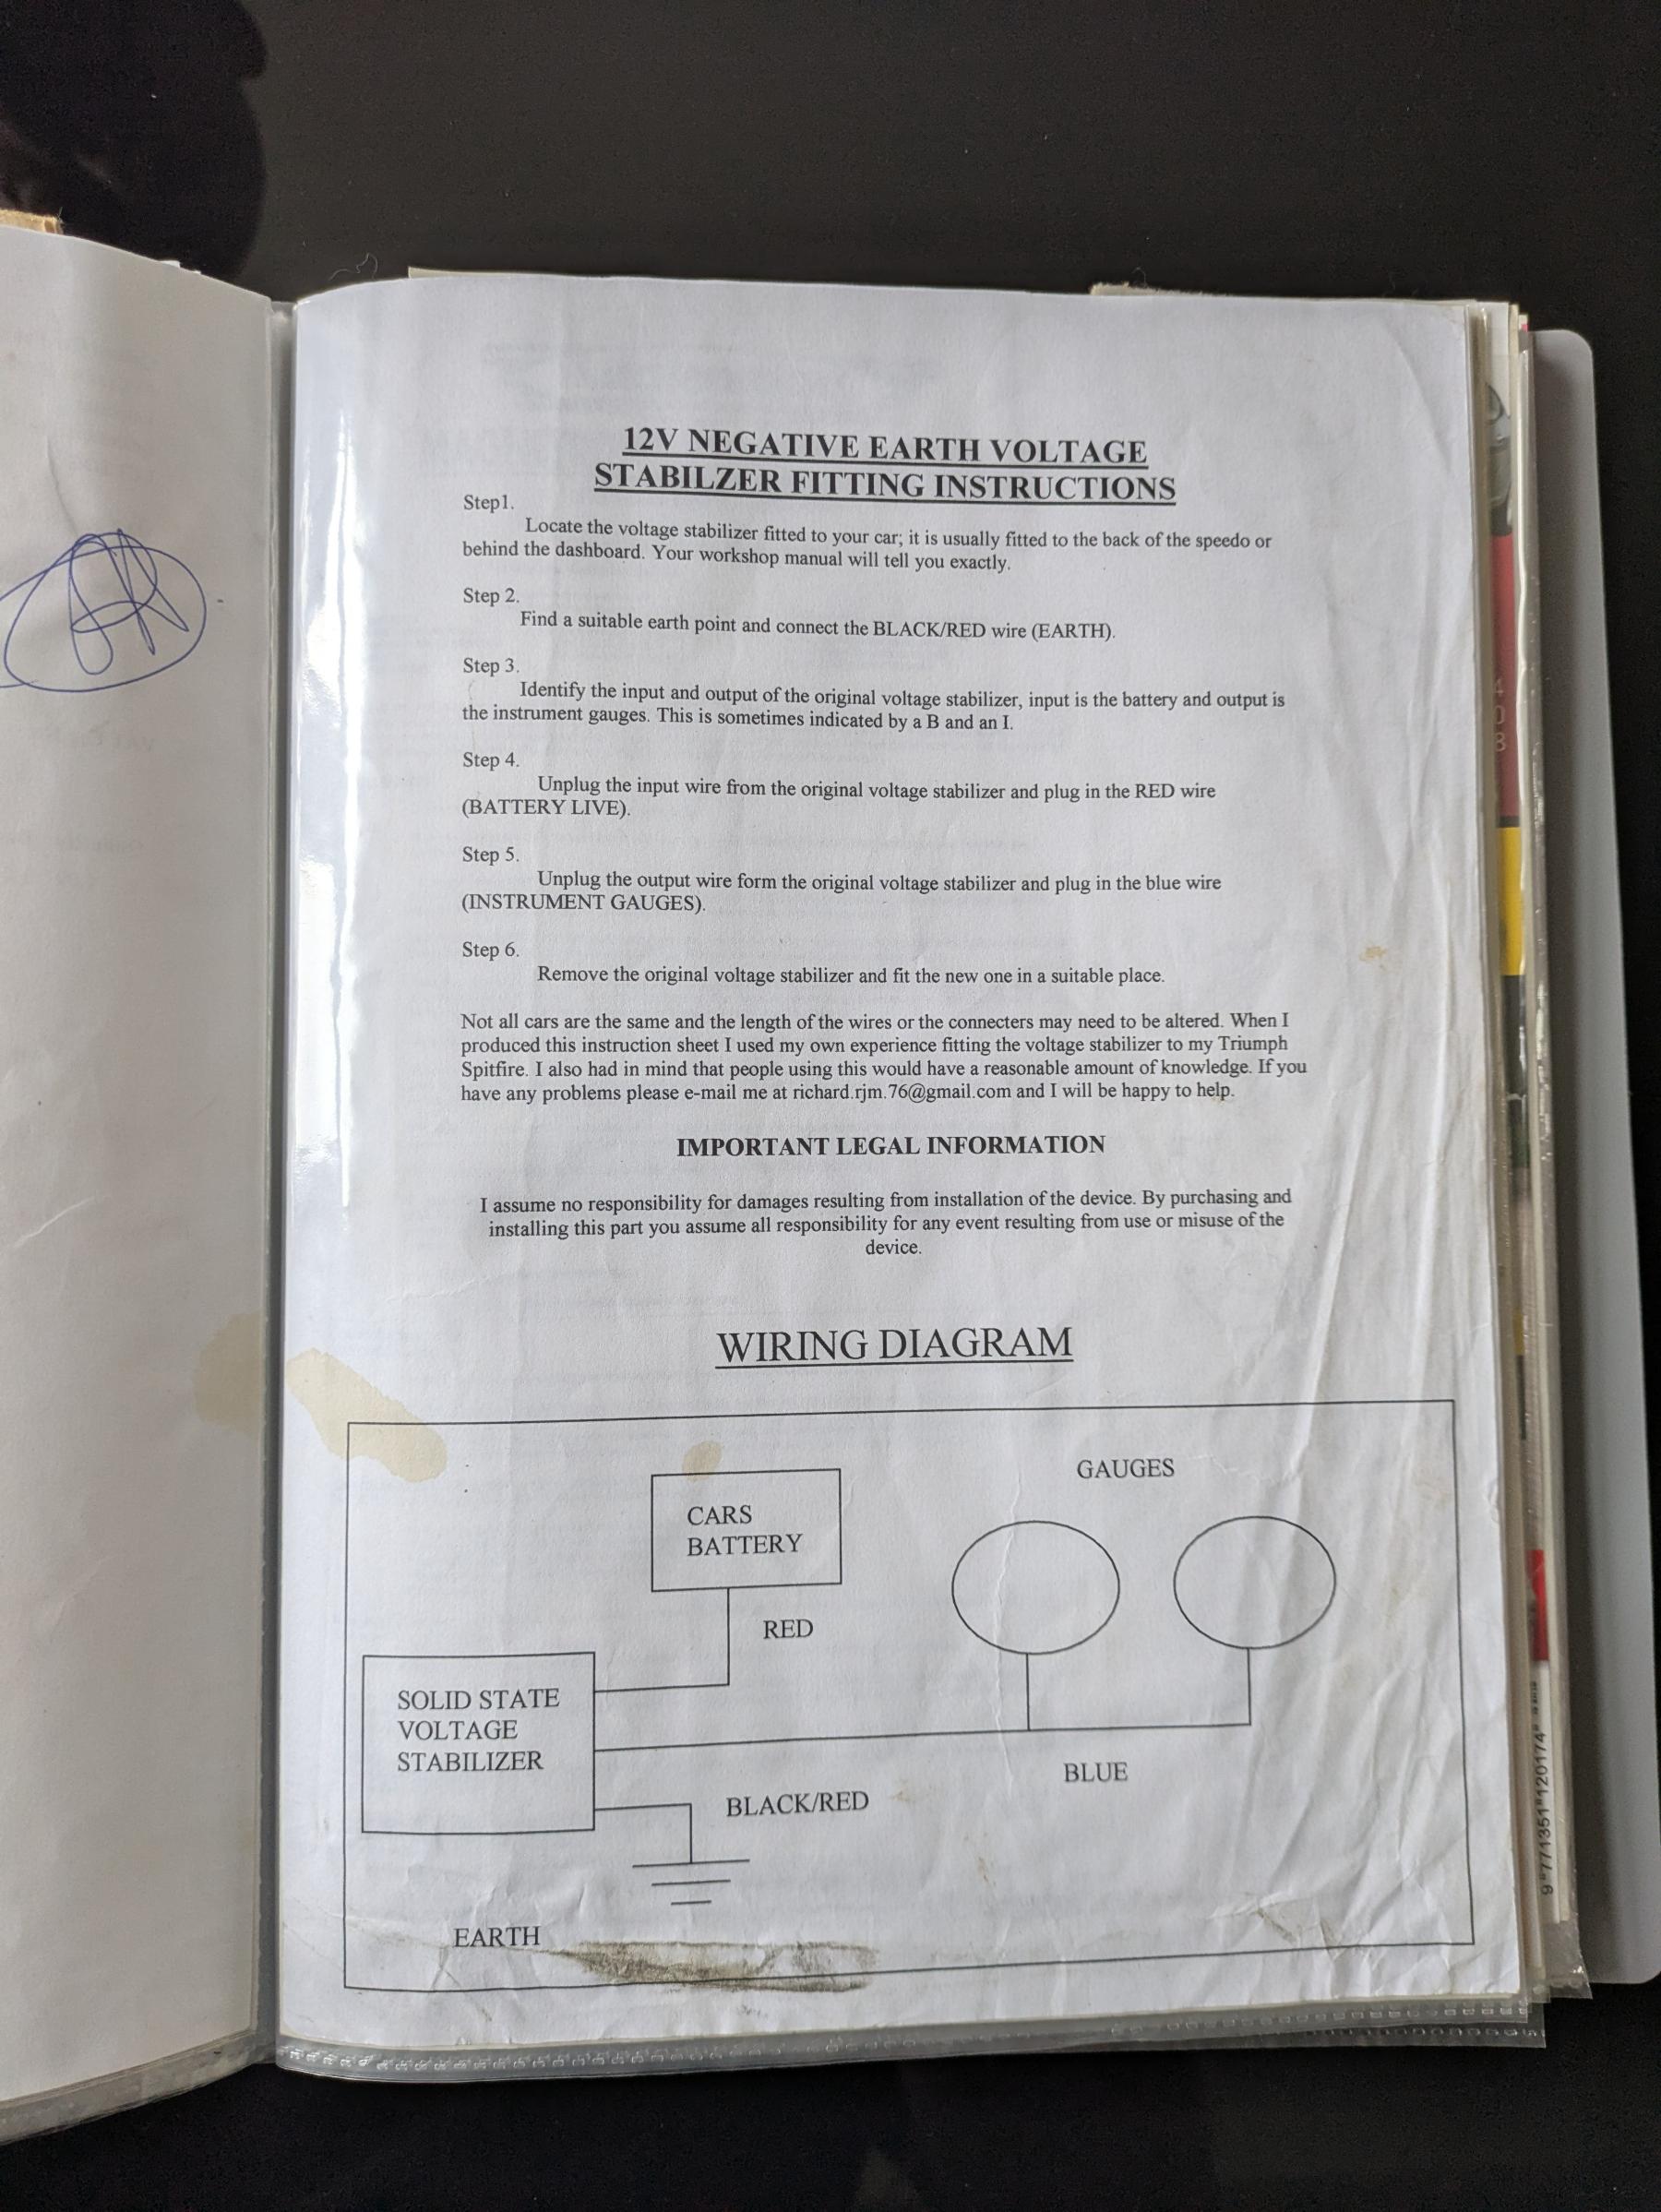 12V NEGATIVE EARTH VOLTAGE
STABILZER FITTING INSTRUCTIONS
Step1.
Locate the voltage stabilizer fitted to your car; it is usually fitted to the back of the speedo or
behind the dashboard. Your workshop manual will tell you exactly.
Step 2.
Find a suitable earth point and connect the BLACK/RED wire (EARTH).
Step 3.
Identify the input and output of the original voltage stabilizer, input is the battery and output is
the instrument gauges. This is sometimes indicated by a B and an I.
Step 4.
Unplug the input wire from the original voltage stabilizer and plug in the RED wire
(BATTERY LIVE).
Step 5.
Unplug the output wire form the original voltage stabilizer and plug in the blue wire
(INSTRUMENT GAUGES).
Step 6.
Remove the original voltage stabilizer and fit the new one in a suitable place.
Not all cars are the same and the length of the wires or the connecters may need to be altered. When I
produced this instruction sheet I used my own experience fitting the voltage stabilizer to my Triumph
Spitfire. I also had in mind that people using this would have a reasonable amount of knowledge. If you
have any problems please e-mail me at richard.rjm.76@gmail.com and I will be happy to help.
IMPORTANT LEGAL INFORMATION
I assume no responsibility for damages resulting from installation of the device. By purchasing and
installing this part you assume all responsibility for any event resulting from use or misuse of the
device.
WIRING DIAGRAM
GAUGES
CARS
BATTERY
RED
SOLID STATE
VOLTAGE
STABILIZER
BLUE
BLACK/RED
EARTH
9 771351 120174